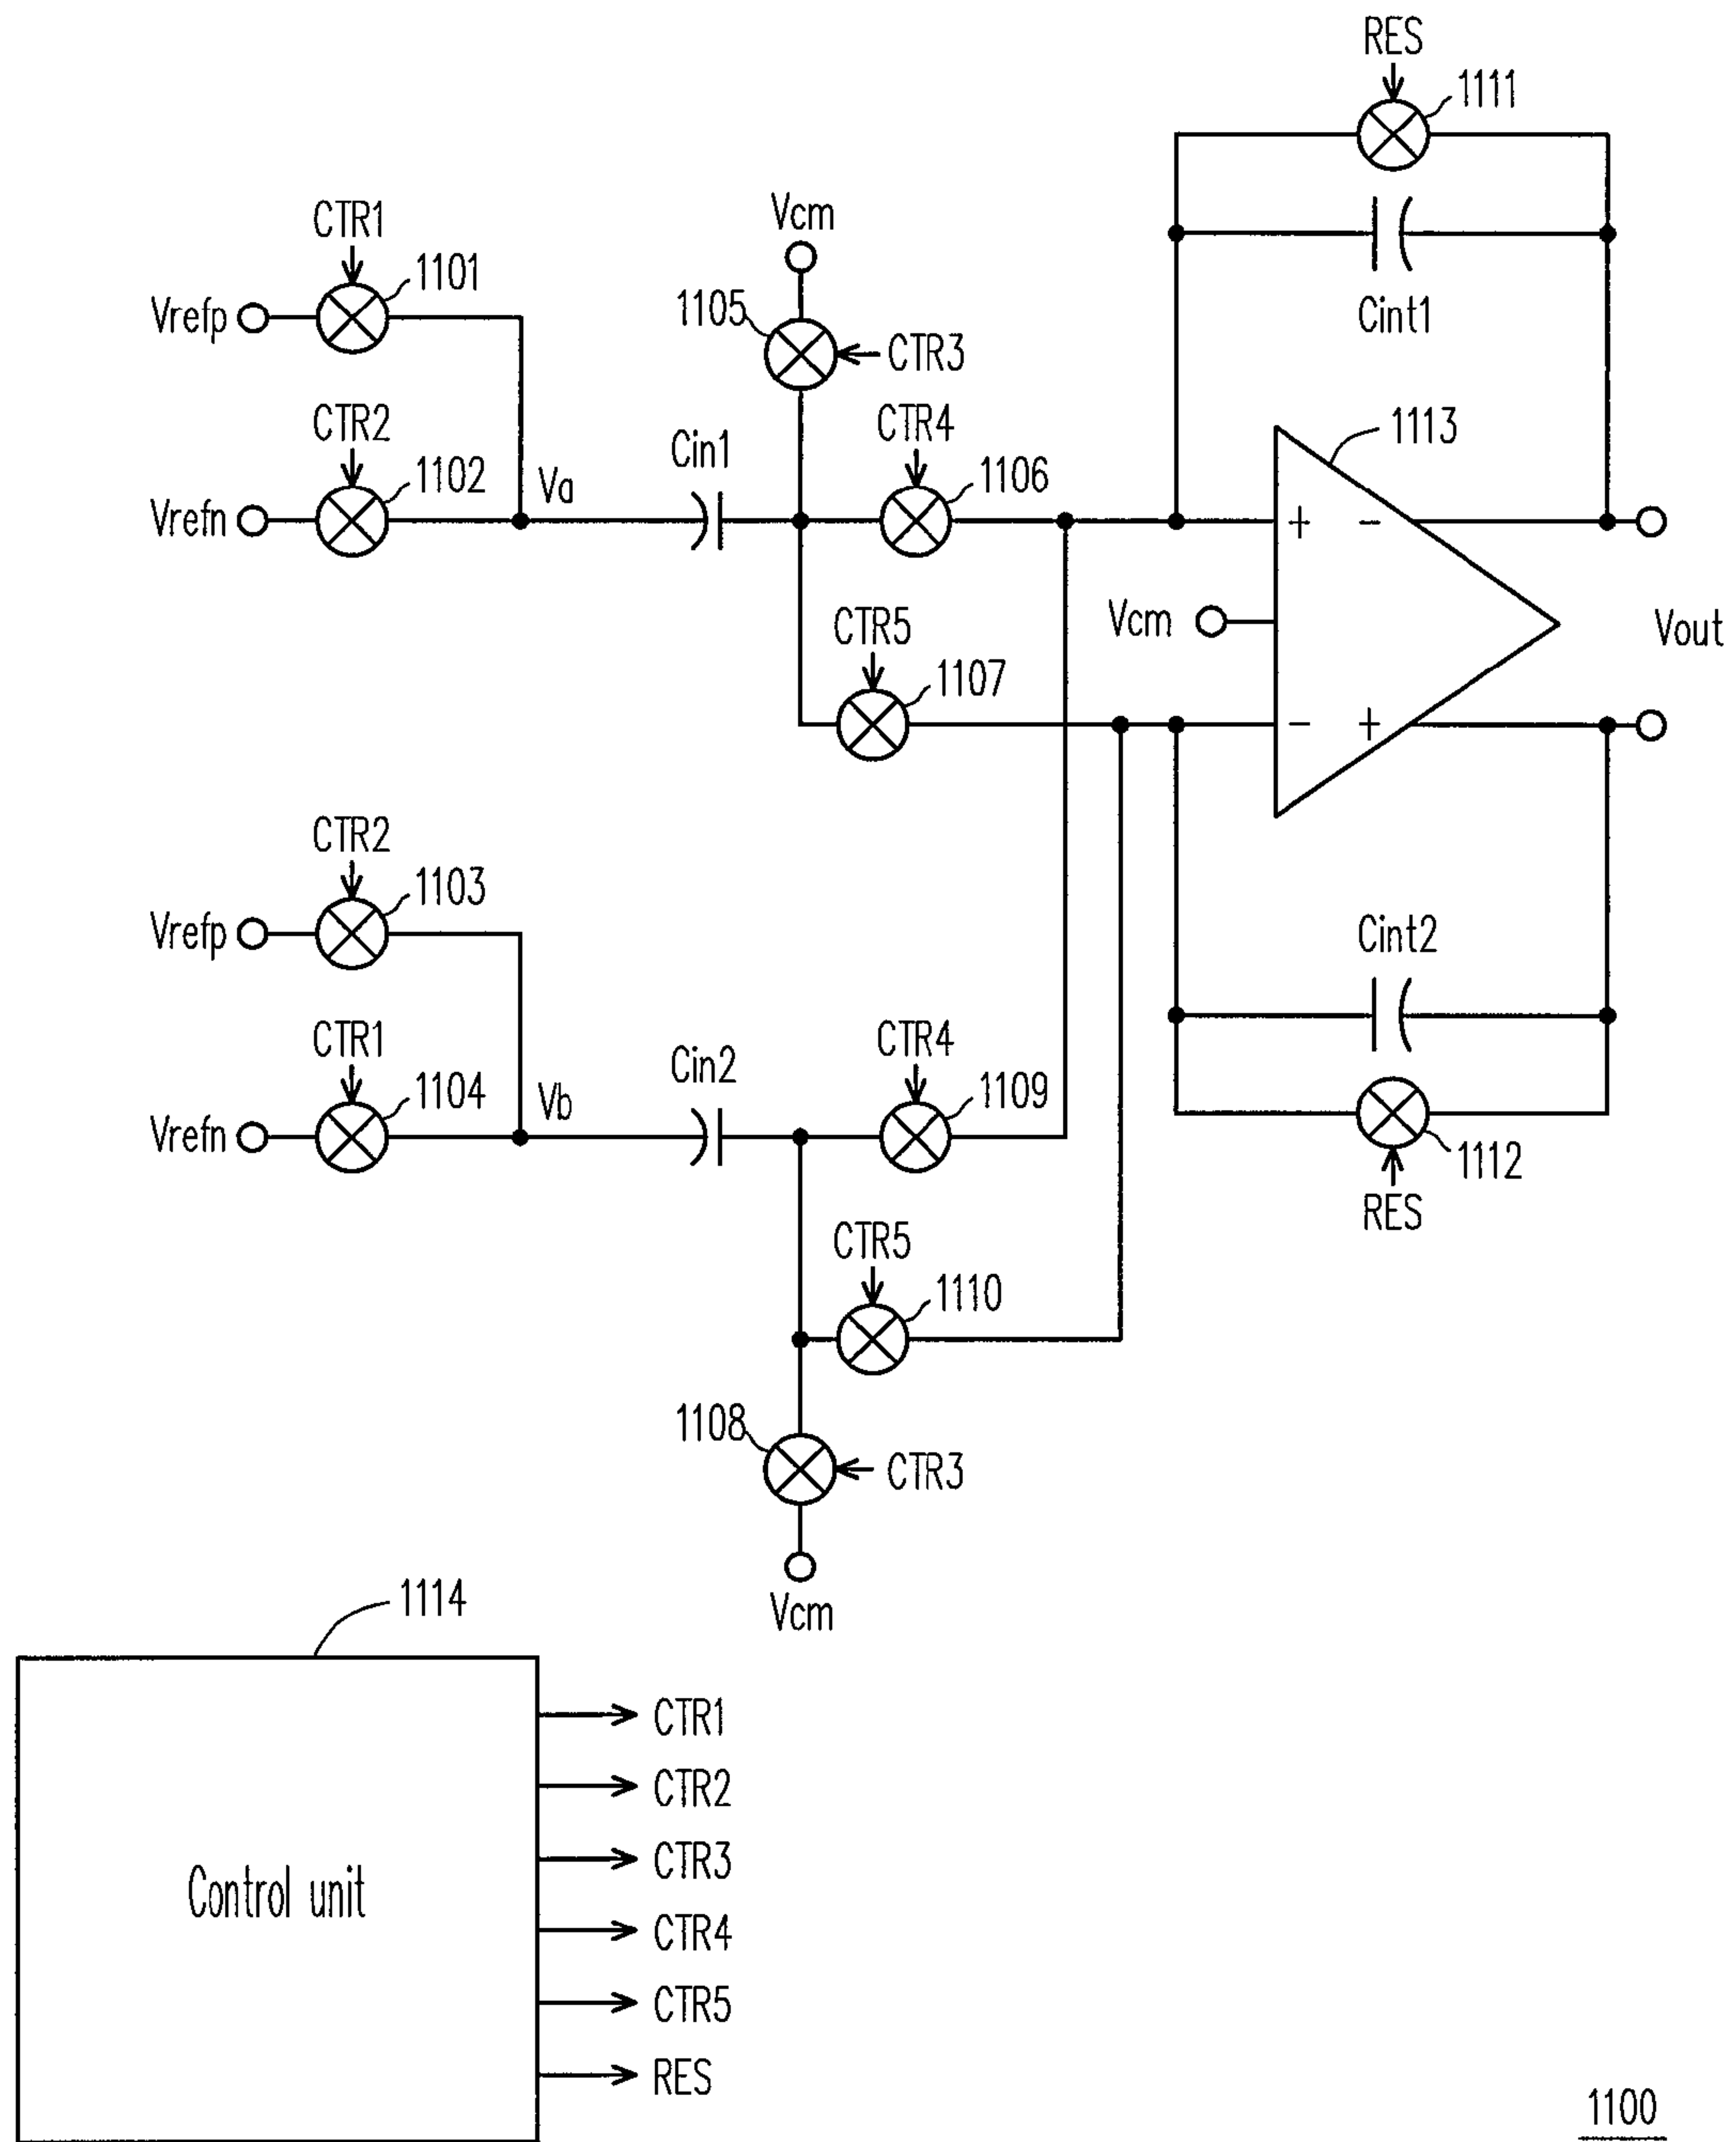 RES
1111
Vcm
CTR1
1101
Vrefp
1105
CTR3
Cint1
CTR2
1102
Vrefn
Va
Cin1
CTR4
1106
1113
+
-
Vcm
Vout
CTR5
1107
-
+
CTR2
1103
Vrefp
Cint2
CTR1
1104
Vrefn
Vb
Cin2
CTR4
1109
1112
RES
CTR5
1110
1108
CTR3
Vcm
1114
Control unit
CTR1
CTR2
CTR3
CTR4
CTR5
RES
1100